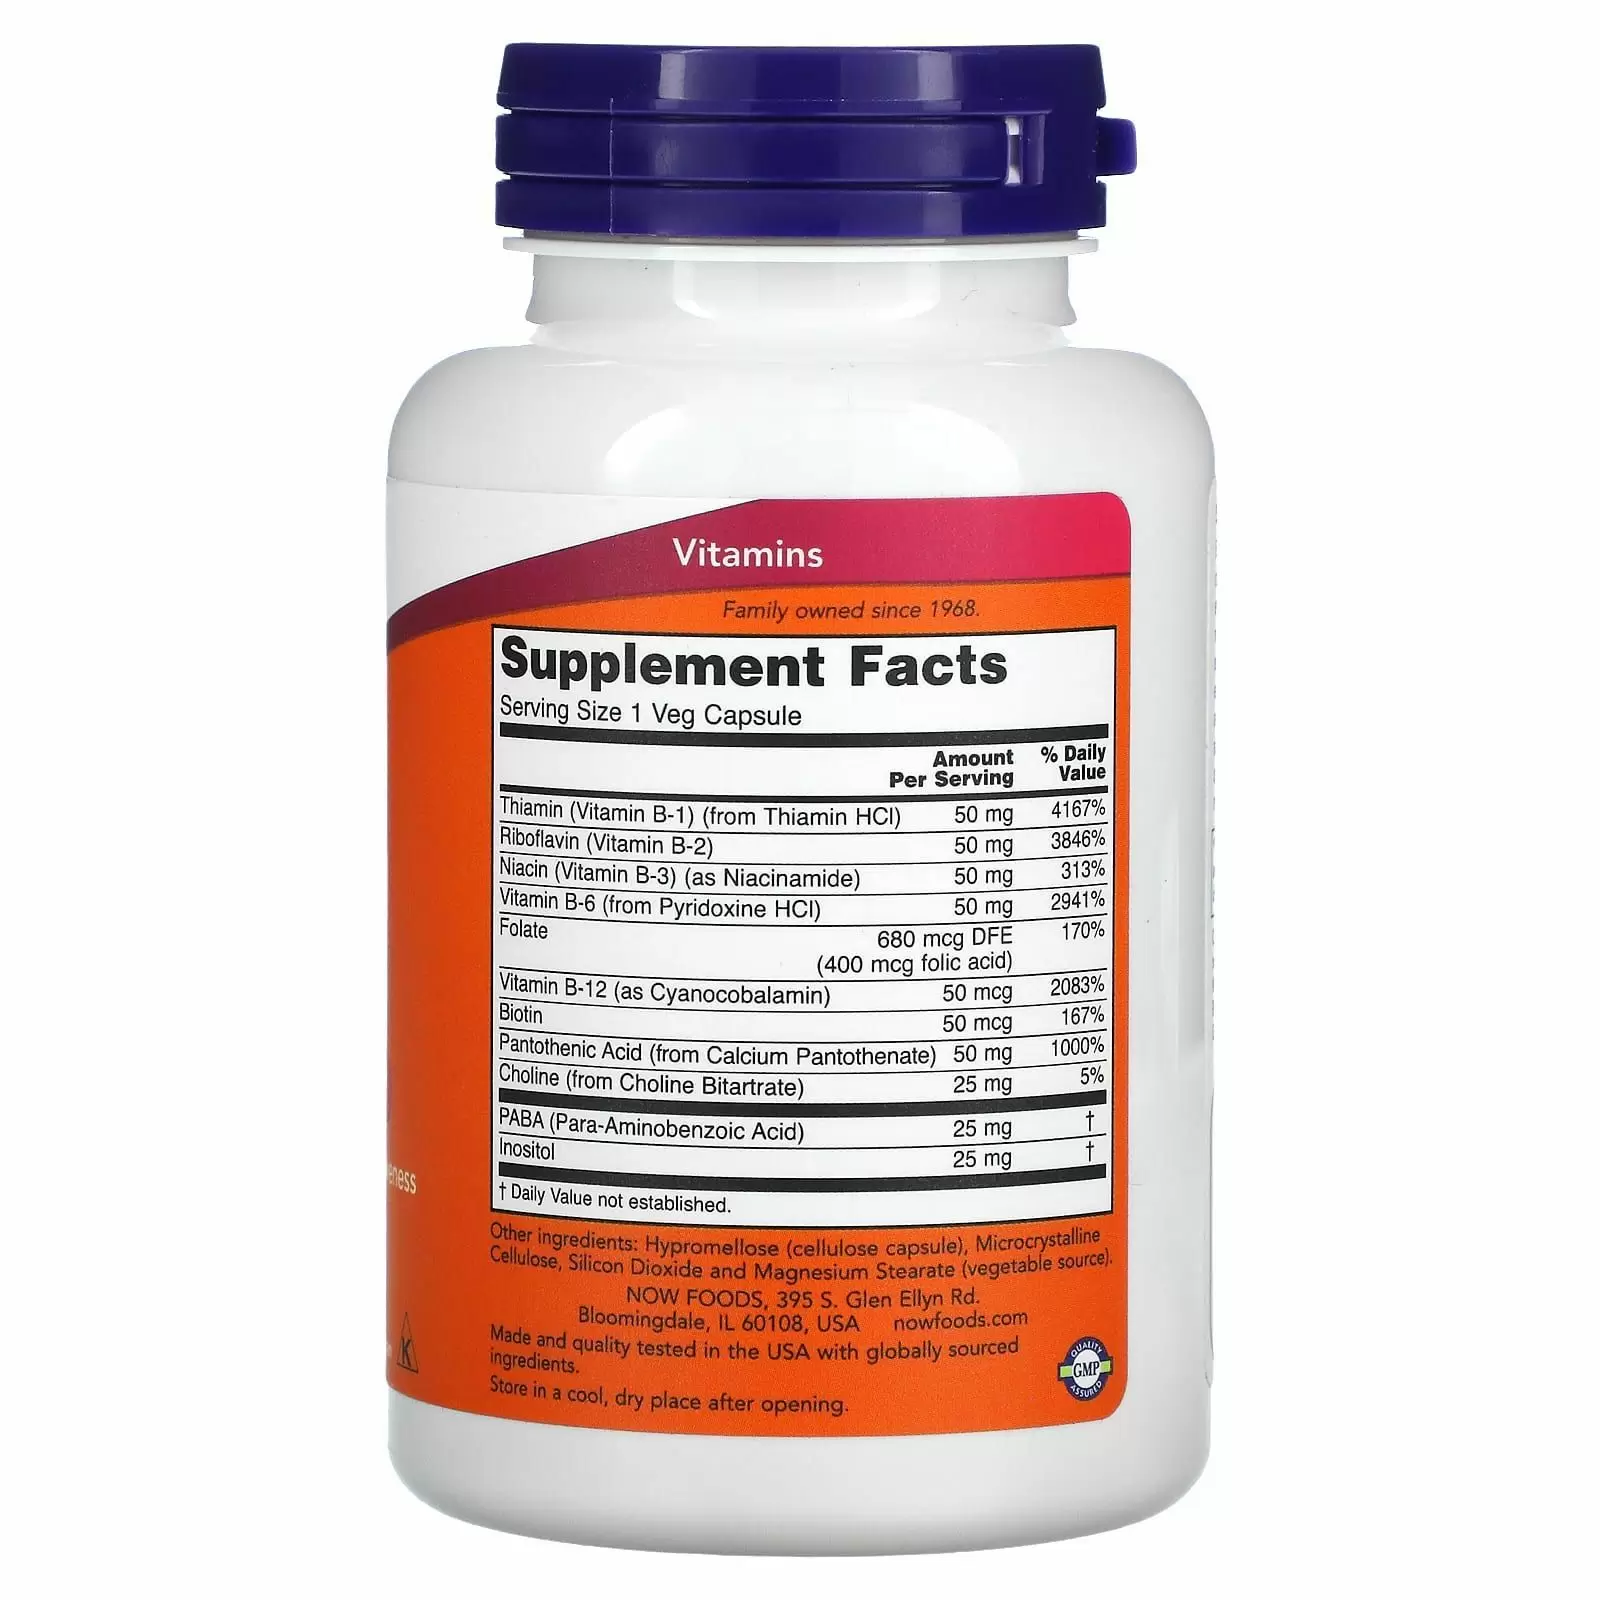 Vitamins
Family owned since 1968.
Supplement Facts
Serving Size 1 Veg Capsule
Amount Per Serving % Daily Value
Thiamin (Vitamin B-1) (from Thiamin HCl) 50 mg 4167%
Riboflavin (Vitamin B-2) 50 mg 3846%
Niacin (Vitamin B-3) (as Niacinamide) 50 mg 313%
Vitamin B-6 (from Pyridoxine HCl) 50 mg 2941%
Folate 680 mcg DFE 170%
(400 mcg folic acid)
Vitamin B-12 (as Cyanocobalamin) 50 mcg 2083%
Biotin 50 mcg 167%
Pantothenic Acid (from Calcium Pantothenate) 50 mg 1000%
Choline (from Choline Bitartrate) 25 mg 5%
PABA (Para-Aminobenzoic Acid) 25 mg †
Inositol 25 mg †
† Daily Value not established.
Other ingredients: Hypromellose (cellulose capsule), Microcrystalline
Cellulose, Silicon Dioxide and Magnesium Stearate (vegetable source).
NOW FOODS, 395 S. Glen Ellyn Rd.
Bloomingdale, IL 60108, USA nowfoods.com
Made and quality tested in the USA with globally sourced
ingredients.
Store in a cool, dry place after opening.
QUALITY
GMP
ASSURED
K